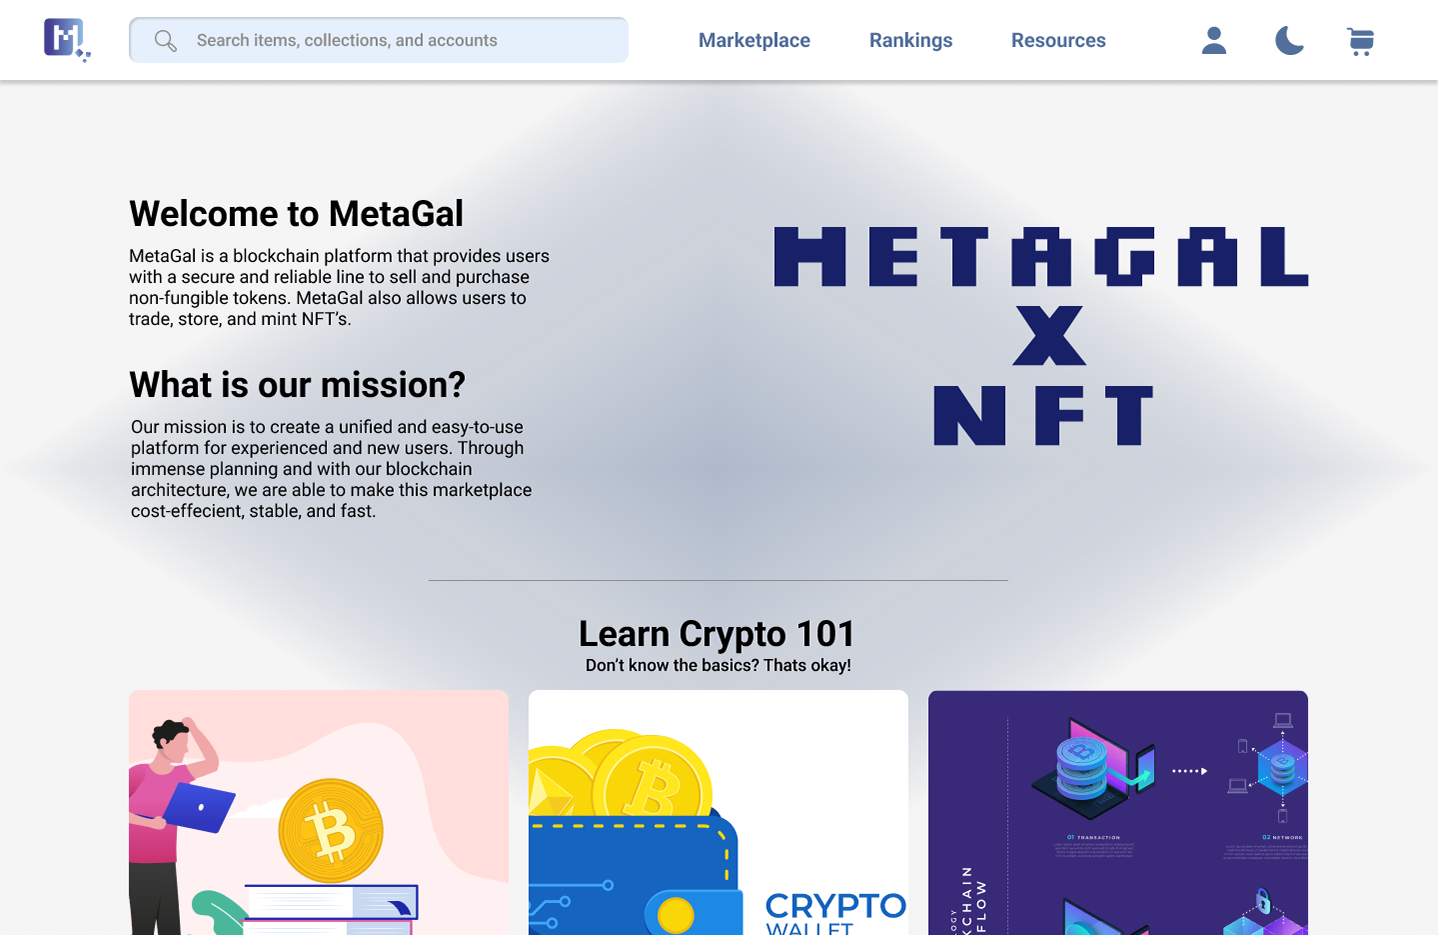 M
Search items, collections, and accounts
Marketplace
Rankings
Resources
Welcome to MetaGal
MetaGal is a blockchain platform that provides users
with a secure and reliable line to sell and purchase
non-fungible tokens. MetaGal also allows users to
trade, store, and mint NFT’s.
METAGAL
X
NFT
What is our mission?
Our mission is to create a unified and easy-to-use
platform for experienced and new users. Through
immense planning and with our blockchain
architecture, we are able to make this marketplace
cost-effecient, stable, and fast.
Learn Crypto 101
Don’t know the basics? Thats okay!
CRYPTO
WALLET
01 TRANSACTION
02 NETWORK
OGY
KCHAIN
FLOW